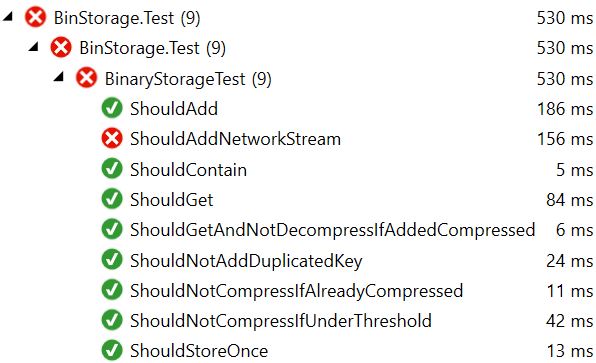 BinStorage.Test (9) 530 ms
BinStorage.Test (9) 530 ms
BinaryStorageTest (9) 530 ms
ShouldAdd 186 ms
ShouldAddNetworkStream 156 ms
ShouldContain 5 ms
ShouldGet 84 ms
ShouldGetAndNotDecompressIfAddedCompressed 6 ms
ShouldNotAddDuplicatedKey 24 ms
ShouldNotCompressIfAlreadyCompressed 11 ms
ShouldNotCompressIfUnderThreshold 42 ms
ShouldStoreOnce 13 ms